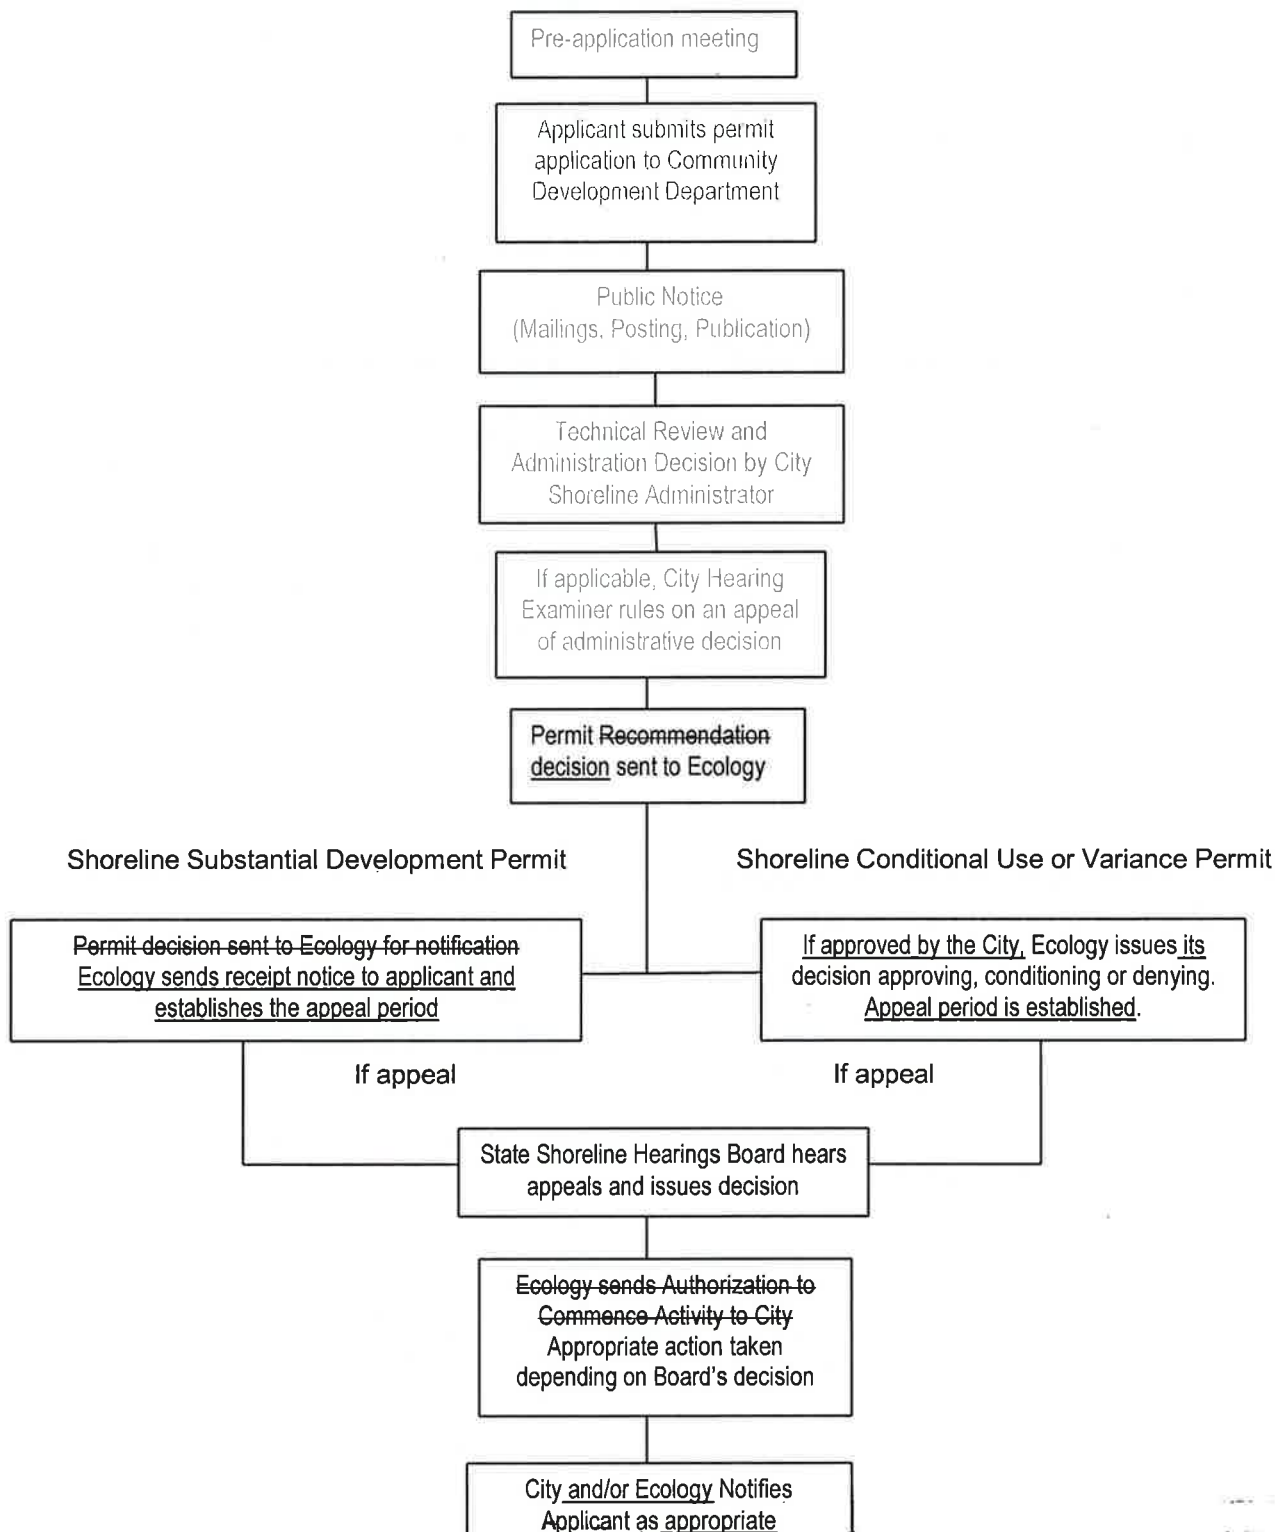 Pre-application meeting
Applicant submits permit
application to Community
Development Department
Public Notice
(Mailings, Posting, Publication)
Technical Review and
Administration Decision by City
Shoreline Administrator
If applicable, City Hearing
Examiner rules on an appeal
of administrative decision
Permit Recommendation
decision sent to Ecology
Shoreline Substantial Development Permit
Shoreline Conditional Use or Variance Permit
Permit decision sent to Ecology for notification
Ecology sends receipt notice to applicant and
establishes the appeal period
If approved by the City, Ecology issues its
decision approving, conditioning or denying.
Appeal period is established.
If appeal
If appeal
State Shoreline Hearings Board hears
appeals and issues decision
Ecology sends Authorization to
Commence Activity to City
Appropriate action taken
depending on Board's decision
City and/or Ecology Notifies
Applicant as appropriate